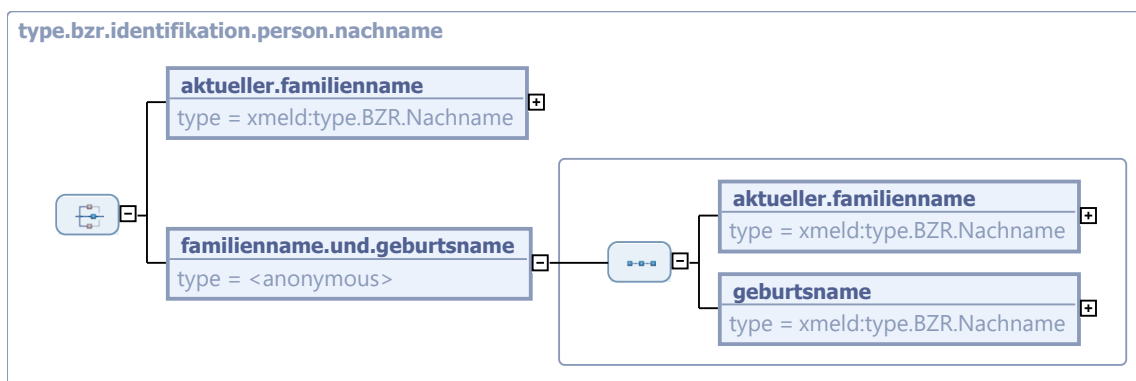 type.bzr.identifikation.person.nachname
aktueller.familienname
type = xmeld:type.BZR.Nachname
familienname.und.geburtsname
type = <anonymous>
aktueller.familienname
type = xmeld:type.BZR.Nachname
geburtsname
type = xmeld:type.BZR.Nachname